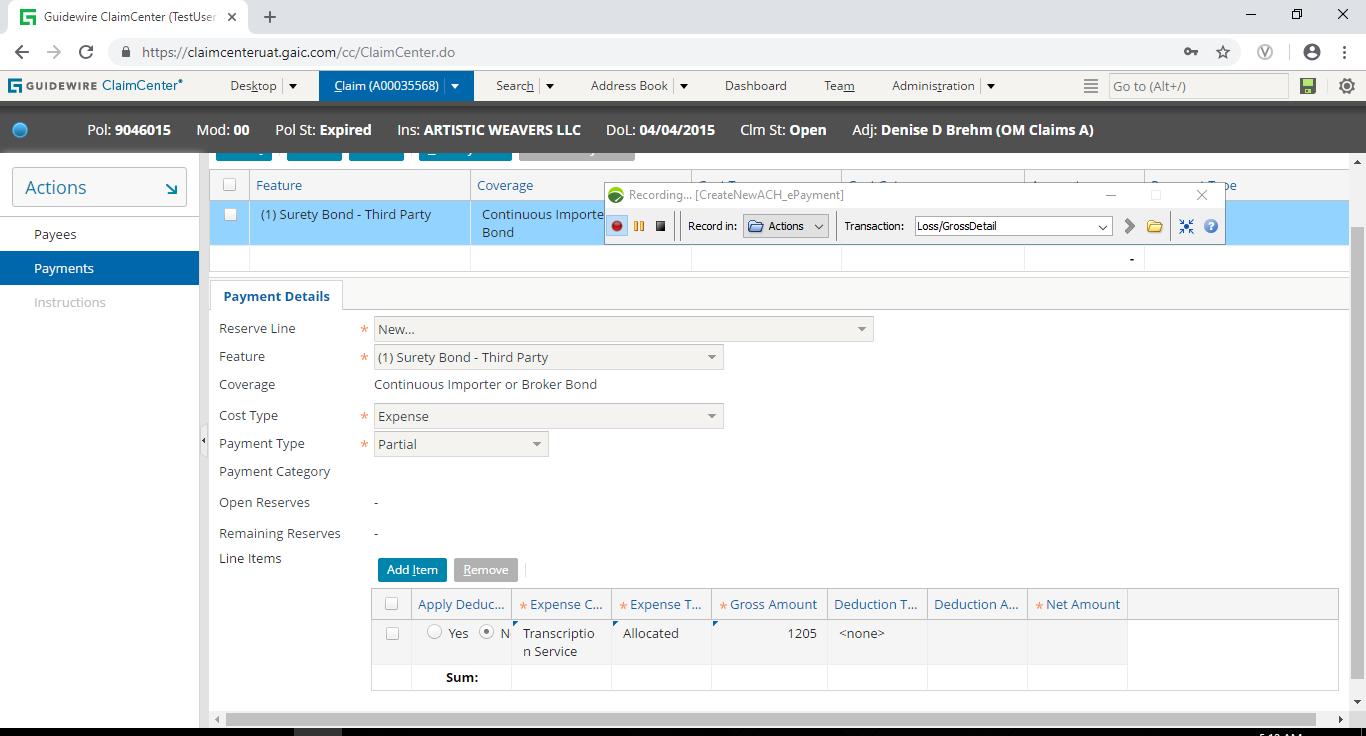 Guidewire ClaimCenter (TestUser
https://claimcenteruat.gaic.com/cc/ClaimCenter.do
GUIDEWIRE ClaimCenter® Desktop Claim (A00035568) Search Address Book Dashboard Team Administration Go to (Alt+/)
Pol: 9046015 Mod: 00 Pol St: Expired Ins: ARTISTIC WEAVERS LLC DoL: 04/04/2015 Clm St: Open Adj: Denise D Brehm (OM Claims A)
Actions
Payees
Payments
Instructions
Feature Coverage
(1) Surety Bond - Third Party Continuous Importe
Bond
-
Recording... [CreateNewACH_ePayment]
Record in: Actions Transaction: Loss/GrossDetail
Payment Details
Reserve Line * New...
Feature * (1) Surety Bond - Third Party
Coverage Continuous Importer or Broker Bond
Cost Type * Expense
Payment Type * Partial
Payment Category
Open Reserves -
Remaining Reserves -
Line Items
Add Item Remove
Apply Deduc... * Expense C... * Expense T... * Gross Amount Deduction T... Deduction A... * Net Amount
Yes N Transcriptio Allocated 1205 <none>
n Service
Sum: